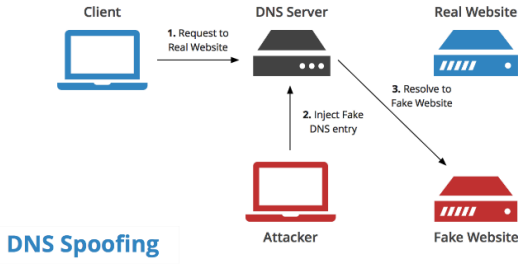 Client
DNS Server
Real Website
1. Request to
Real Website
3. Resolve to
Fake Website
2. Inject Fake
DNS entry
Attacker
Fake Website
DNS Spoofing